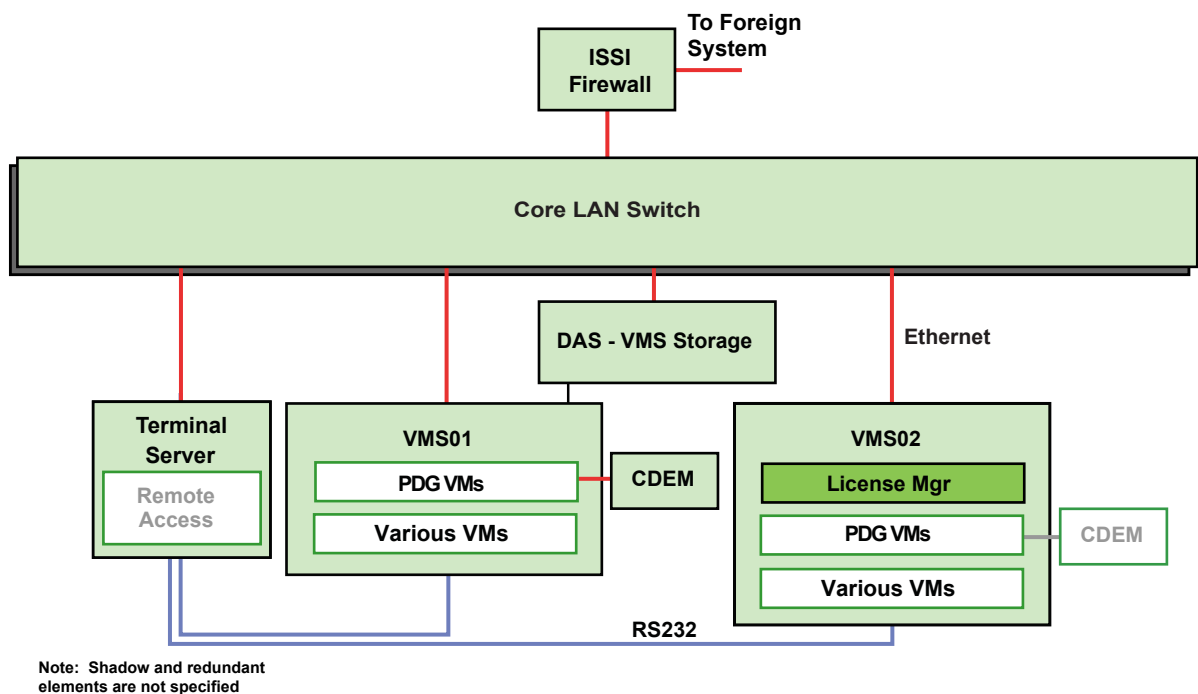 To Foreign
System
ISSI
Firewall
Core LAN Switch
DAS - VMS Storage
Ethernet
Terminal
Server
Remote
Access
VMS01
PDG VMs
Various VMs
CDEM
VMS02
License Mgr
PDG VMs
Various VMs
CDEM
RS232
Note: Shadow and redundant
elements are not specified